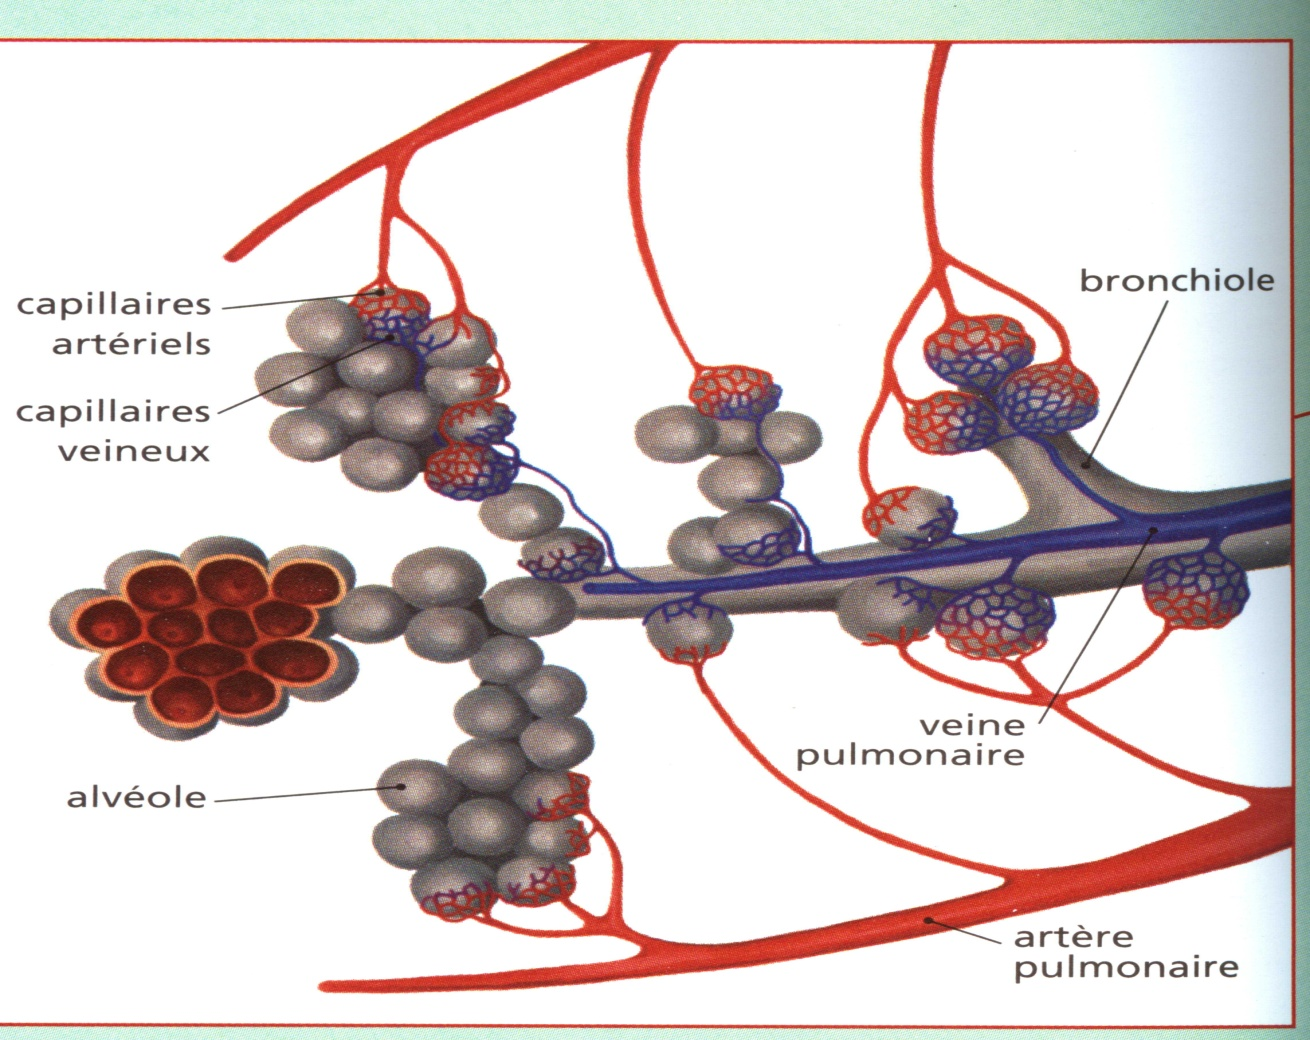 bronchiole
capillaires
artériels
capillaires
veineux
veine
pulmonaire
alvéole
artère
pulmonaire